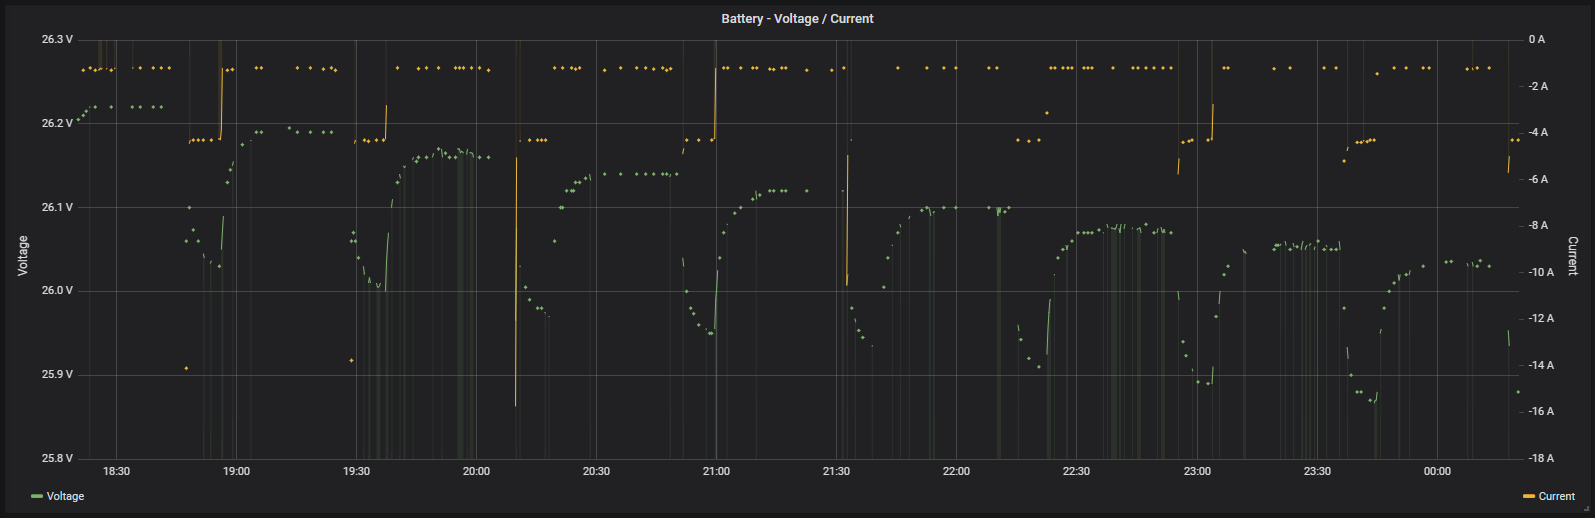 Battery - Voltage / Current
26.3 V
26.2 V
26.1 V
26.0 V
25.9 V
25.8 V
Voltage
0 A
-2 A
-4 A
-6 A
-8 A
-10 A
-12 A
-14 A
-16 A
-18 A
Current
18:30 19:00 19:30 20:00 20:30 21:00 21:30 22:00 22:30 23:00 23:30 00:00
Voltage Current